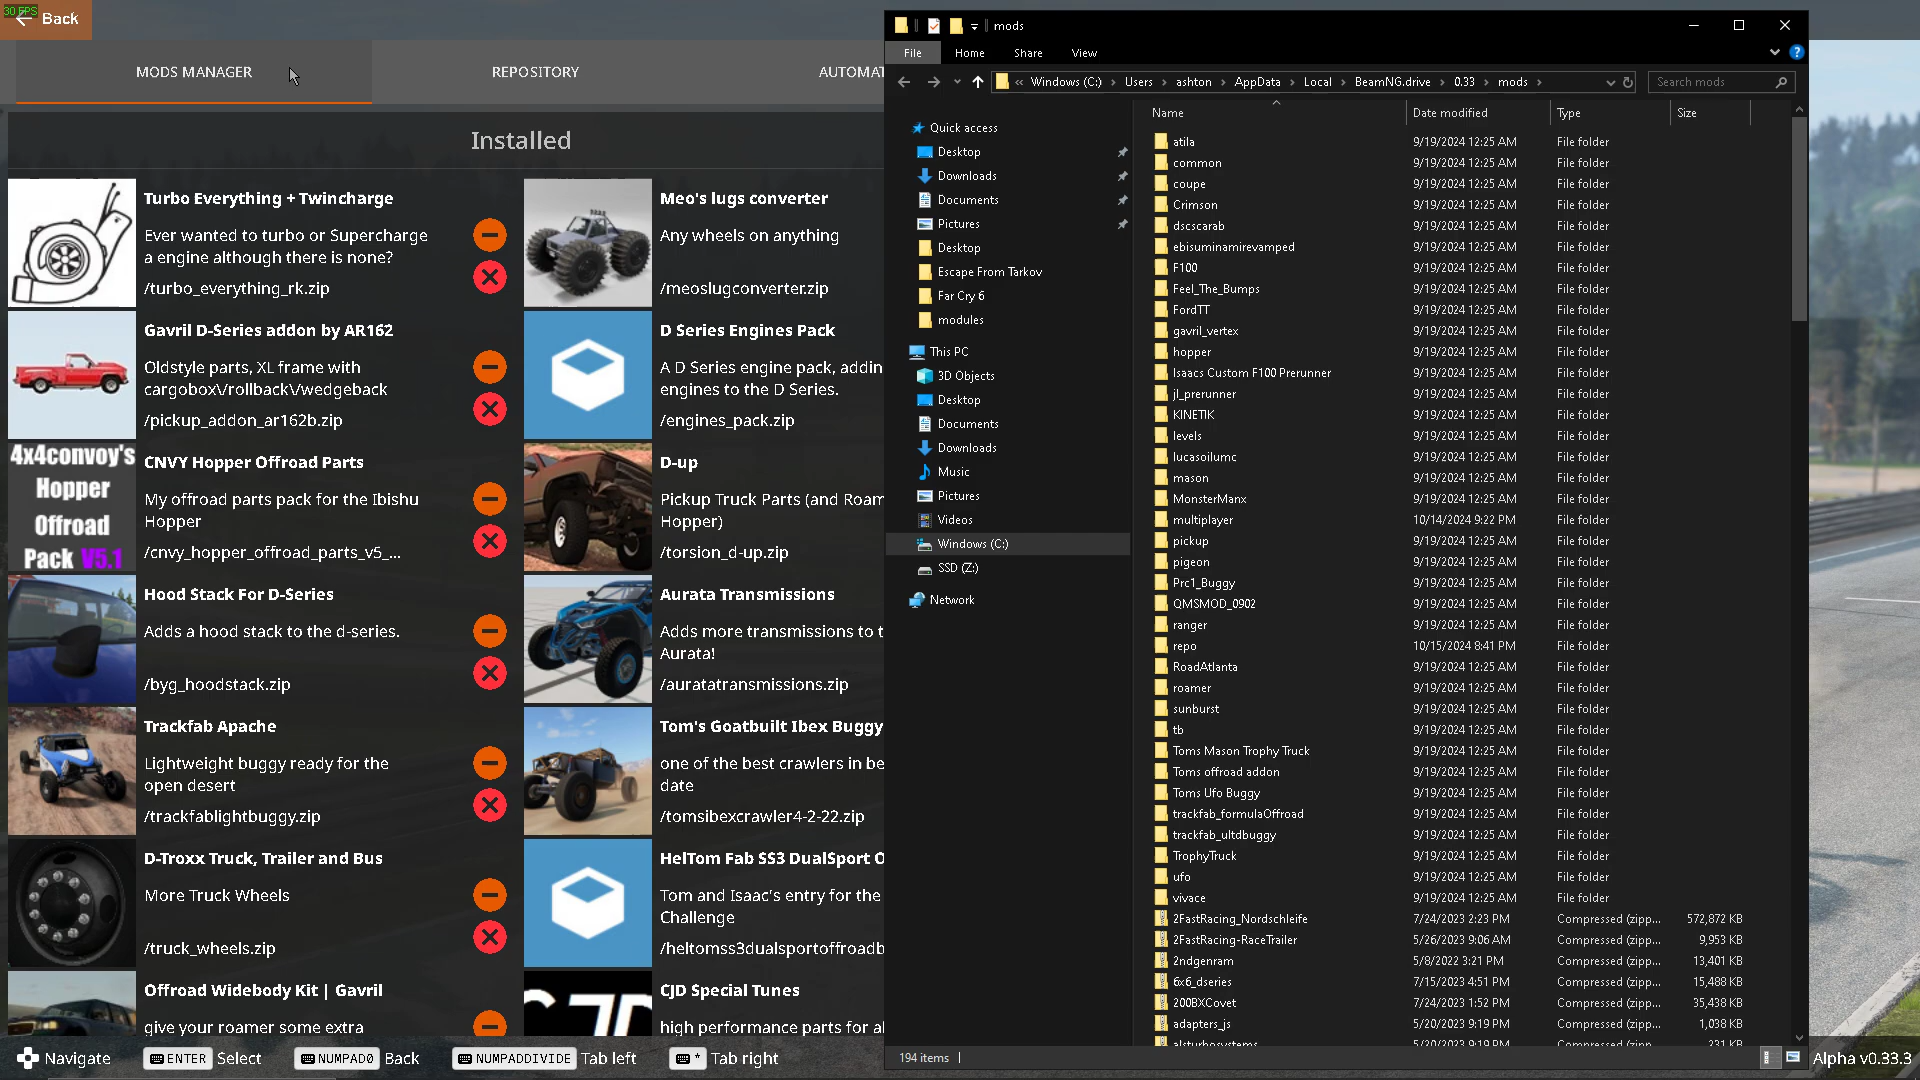 30 FPS
Back
MODS MANAGER
REPOSITORY
AUTOMAT
Installed
Turbo Everything + Twincharge
Ever wanted to turbo or Supercharge
a engine although there is none?
/turbo_everything_rk.zip
Meo's lugs converter
Any wheels on anything
/meoslugconverter.zip
Gavril D-Series addon by AR162
Oldstyle parts, XL frame with
cargobox\/rollback\/wedgeback
/pickup_addon_ar162b.zip
D Series Engines Pack
A D Series engine pack, addin
engines to the D Series.
/engines_pack.zip
4x4convoy's
Hopper
Offroad
Pack V5.1
CNVY Hopper Offroad Parts
My offroad parts pack for the Ibishu
Hopper
/cnvy_hopper_offroad_parts_v5_...
D-up
Pickup Truck Parts (and Roam
Hopper)
/torsion_d-up.zip
Hood Stack For D-Series
Adds a hood stack to the d-series.
/byg_hoodstack.zip
Aurata Transmissions
Adds more transmissions to t
Aurata!
/auratatransmissions.zip
Trackfab Apache
Lightweight buggy ready for the
open desert
/trackfablightbuggy.zip
Tom's Goatbuilt Ibex Buggy
one of the best crawlers in be
date
/tomsibexcrawler4-2-22.zip
D-Troxx Truck, Trailer and Bus
More Truck Wheels
/truck_wheels.zip
HelTom Fab SS3 DualSport O
Tom and Isaac's entry for the
Challenge
/heltomss3dualsportoffroadb
Offroad Widebody Kit | Gavril
give your roamer some extra
CJD Special Tunes
high performance parts for al
Navigate ENTER Select NUMPAD0 Back NUMPADDIVIDE Tab left * Tab right
mods
File Home Share View
« Windows (C:) › Users › ashton › AppData › Local › BeamNG.drive › 0.33 › mods ›
Search mods
Quick access
Desktop
Downloads
Documents
Pictures
Desktop
Escape From Tarkov
Far Cry 6
modules
This PC
3D Objects
Desktop
Documents
Downloads
Music
Pictures
Videos
Windows (C:)
SSD (Z:)
Network
Name Date modified Type Size
atila 9/19/2024 12:25 AM File folder
common 9/19/2024 12:25 AM File folder
coupe 9/19/2024 12:25 AM File folder
Crimson 9/19/2024 12:25 AM File folder
dscscarab 9/19/2024 12:25 AM File folder
ebisuminamirevamped 9/19/2024 12:25 AM File folder
F100 9/19/2024 12:25 AM File folder
Feel_The_Bumps 9/19/2024 12:25 AM File folder
FordTT 9/19/2024 12:25 AM File folder
gavril_vertex 9/19/2024 12:25 AM File folder
hopper 9/19/2024 12:25 AM File folder
Isaacs Custom F100 Prerunner 9/19/2024 12:25 AM File folder
jl_prerunner 9/19/2024 12:25 AM File folder
KINETIK 9/19/2024 12:25 AM File folder
levels 9/19/2024 12:25 AM File folder
lucasoilumc 9/19/2024 12:25 AM File folder
mason 9/19/2024 12:25 AM File folder
MonsterManx 9/19/2024 12:25 AM File folder
multiplayer 10/14/2024 9:22 PM File folder
pickup 9/19/2024 12:25 AM File folder
pigeon 9/19/2024 12:25 AM File folder
Prc1_Buggy 9/19/2024 12:25 AM File folder
QMSMOD_0902 9/19/2024 12:25 AM File folder
ranger 9/19/2024 12:25 AM File folder
repo 10/15/2024 8:41 PM File folder
RoadAtlanta 9/19/2024 12:25 AM File folder
roamer 9/19/2024 12:25 AM File folder
sunburst 9/19/2024 12:25 AM File folder
tb 9/19/2024 12:25 AM File folder
Toms Mason Trophy Truck 9/19/2024 12:25 AM File folder
Toms offroad addon 9/19/2024 12:25 AM File folder
Toms Ufo Buggy 9/19/2024 12:25 AM File folder
trackfab_formulaOffroad 9/19/2024 12:25 AM File folder
trackfab_ultdbuggy 9/19/2024 12:25 AM File folder
TrophyTruck 9/19/2024 12:25 AM File folder
ufo 9/19/2024 12:25 AM File folder
vivace 9/19/2024 12:25 AM File folder
2FastRacing_Nordschleife 7/24/2023 2:23 PM Compressed (zipp... 572,872 KB
2FastRacing-RaceTrailer 5/26/2023 9:06 AM Compressed (zipp... 9,953 KB
2ndgenram 5/8/2022 3:21 PM Compressed (zipp... 13,401 KB
6x6_dseries 7/15/2023 4:51 PM Compressed (zipp... 15,488 KB
200BXCovet 7/24/2023 1:52 PM Compressed (zipp... 35,438 KB
adapters_js 5/20/2023 9:19 PM Compressed (zipp... 1,038 KB
alsturbosystems 5/20/2023 9:19 PM Compressed (zipp... 231 KB
194 items
Alpha v0.33.3